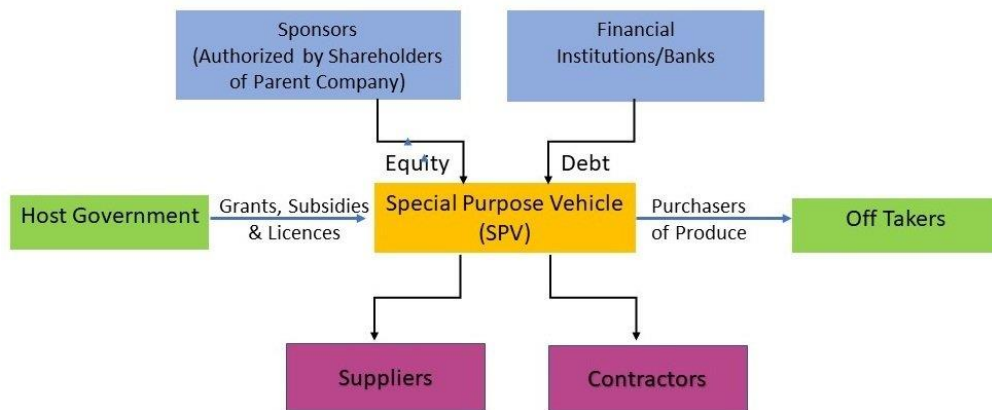 Sponsors
(Authorized by Shareholders
of Parent Company)
Financial
Institutions/Banks
Equity
Debt
Host Government
Grants, Subsidies
& Licences
Special Purpose Vehicle
(SPV)
Purchasers
of Produce
Off Takers
Suppliers
Contractors